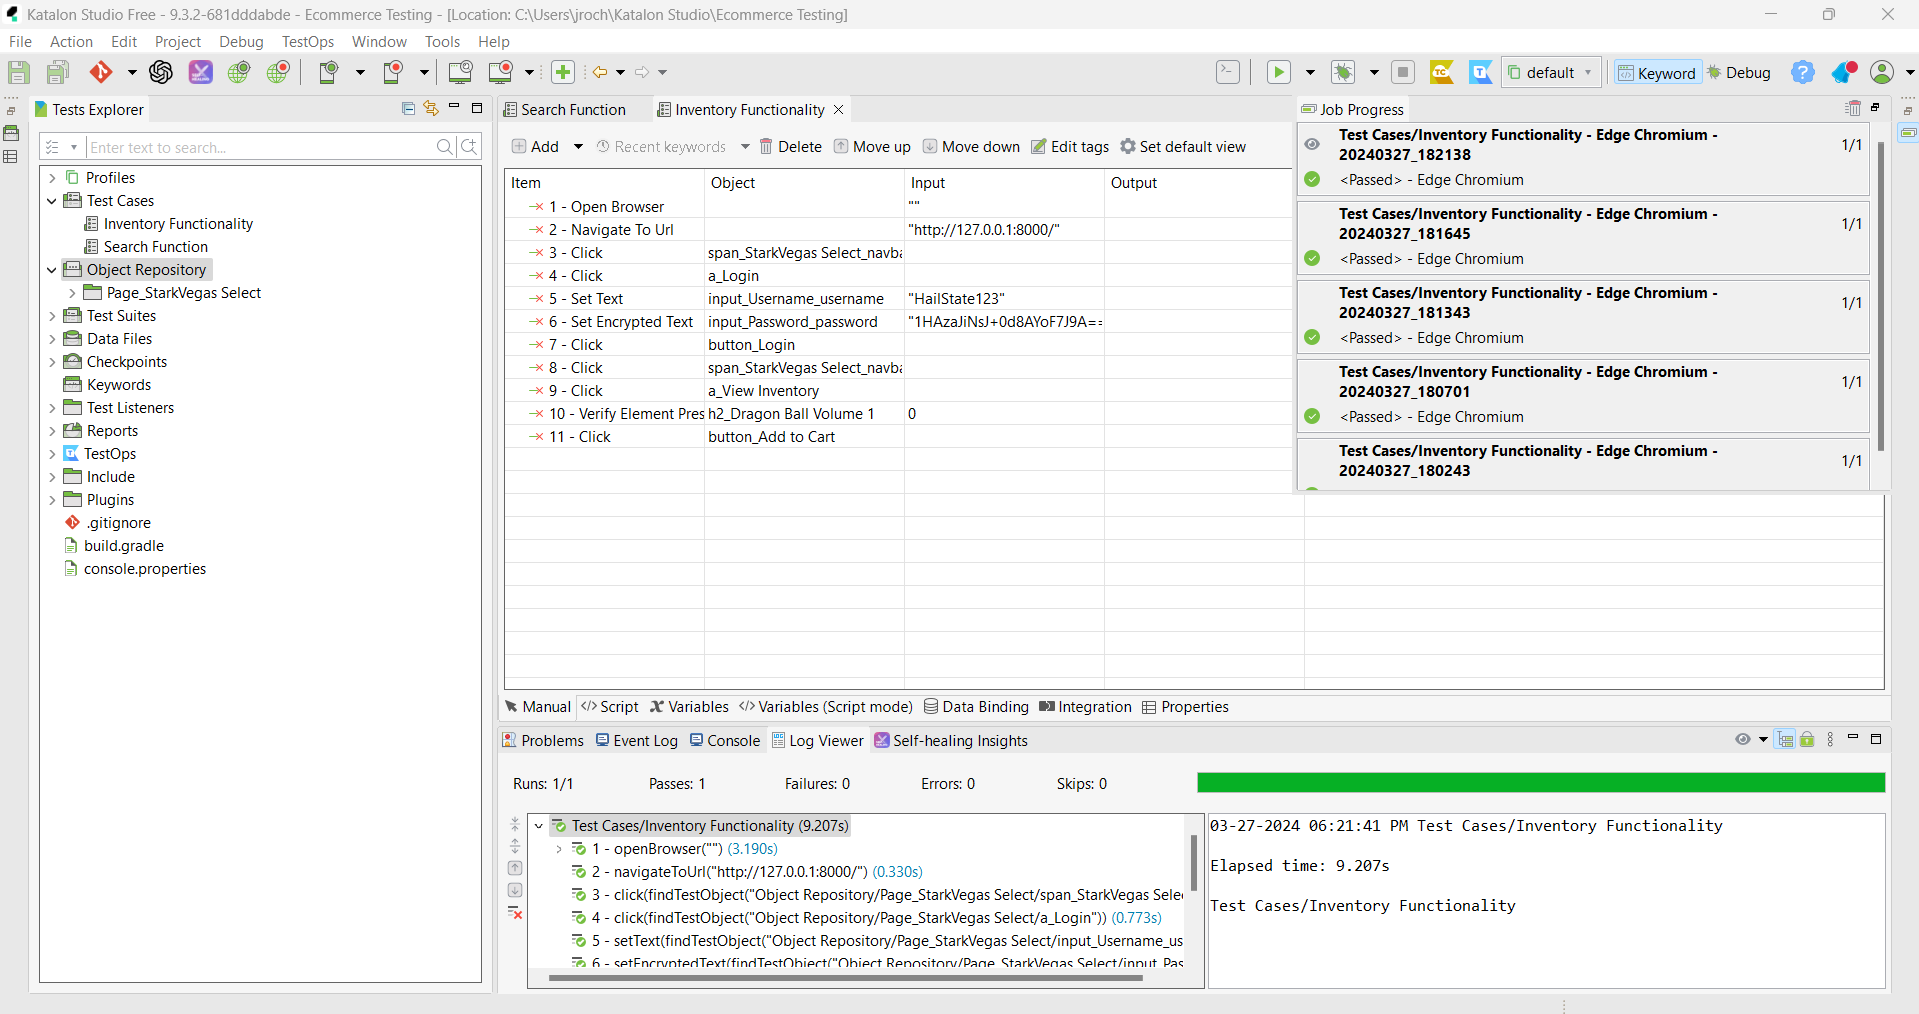 Katalon Studio Free - 9.3.2-681dddabde - Ecommerce Testing - [Location: C:\Users\jroch\Katalon Studio\Ecommerce Testing]
File Action Edit Project Debug TestOps Window Tools Help
default Keyword Debug
Tests Explorer
Enter text to search...
Profiles
Test Cases
Inventory Functionality
Search Function
Object Repository
Page_StarkVegas Select
Test Suites
Data Files
Checkpoints
Keywords
Test Listeners
Reports
TestOps
Include
Plugins
.gitignore
build.gradle
console.properties
Search Function Inventory Functionality
Add Recent keywords Delete Move up Move down Edit tags Set default view
Item Object Input Output
1 - Open Browser ""
2 - Navigate To Url "http://127.0.0.1:8000/"
3 - Click span_StarkVegas Select_navba
4 - Click a_Login
5 - Set Text input_Username_username "HailState123"
6 - Set Encrypted Text input_Password_password "1HAzaJiNsJ+0d8AYoF7J9A==
7 - Click button_Login
8 - Click span_StarkVegas Select_navba
9 - Click a_View Inventory
10 - Verify Element Pres h2_Dragon Ball Volume 1 0
11 - Click button_Add to Cart
Job Progress
Test Cases/Inventory Functionality - Edge Chromium -
20240327_182138 1/1
<Passed> - Edge Chromium
Test Cases/Inventory Functionality - Edge Chromium -
20240327_181645 1/1
<Passed> - Edge Chromium
Test Cases/Inventory Functionality - Edge Chromium -
20240327_181343 1/1
<Passed> - Edge Chromium
Test Cases/Inventory Functionality - Edge Chromium -
20240327_180701 1/1
<Passed> - Edge Chromium
Test Cases/Inventory Functionality - Edge Chromium -
20240327_180243 1/1
Manual </> Script Variables </> Variables (Script mode) Data Binding Integration Properties
Problems Event Log Console Log Viewer Self-healing Insights
Runs: 1/1 Passes: 1 Failures: 0 Errors: 0 Skips: 0
Test Cases/Inventory Functionality (9.207s)
1 - openBrowser("") (3.190s)
2 - navigateToUrl("http://127.0.0.1:8000/") (0.330s)
3 - click(findTestObject("Object Repository/Page_StarkVegas Select/span_StarkVegas Sele
4 - click(findTestObject("Object Repository/Page_StarkVegas Select/a_Login")) (0.773s)
5 - setText(findTestObject("Object Repository/Page_StarkVegas Select/input_Username_us
6 - setEncryptedText(findTestObject("Object Repository/Page_StarkVegas Select/input_Pas
03-27-2024 06:21:41 PM Test Cases/Inventory Functionality
Elapsed time: 9.207s
Test Cases/Inventory Functionality